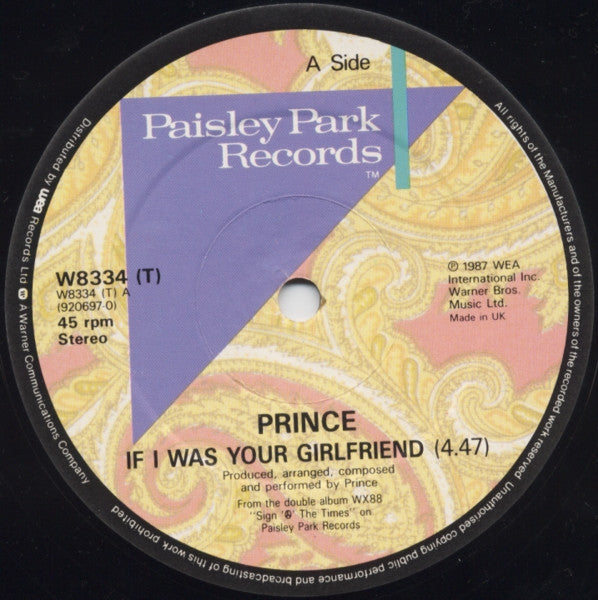 A Side
Paisley Park
Records
TM
W8334 (T)
W8334 (T) A
(920697-0)
45 rpm
Stereo
℗ 1987 WEA
International Inc.
Warner Bros.
Music Ltd.
Made in UK
PRINCE
IF I WAS YOUR GIRLFRIEND (4.47)
Produced, arranged, composed
and performed by Prince
From the double album WX88
"Sign '☮' The Times" on
Paisley Park Records
Distributed by wea Records Ltd. W A Warner Communications Company
All rights of the Manufacturers and of the owners of the recorded work reserved Unauthorised copying public performance and broadcasting of this work prohibited